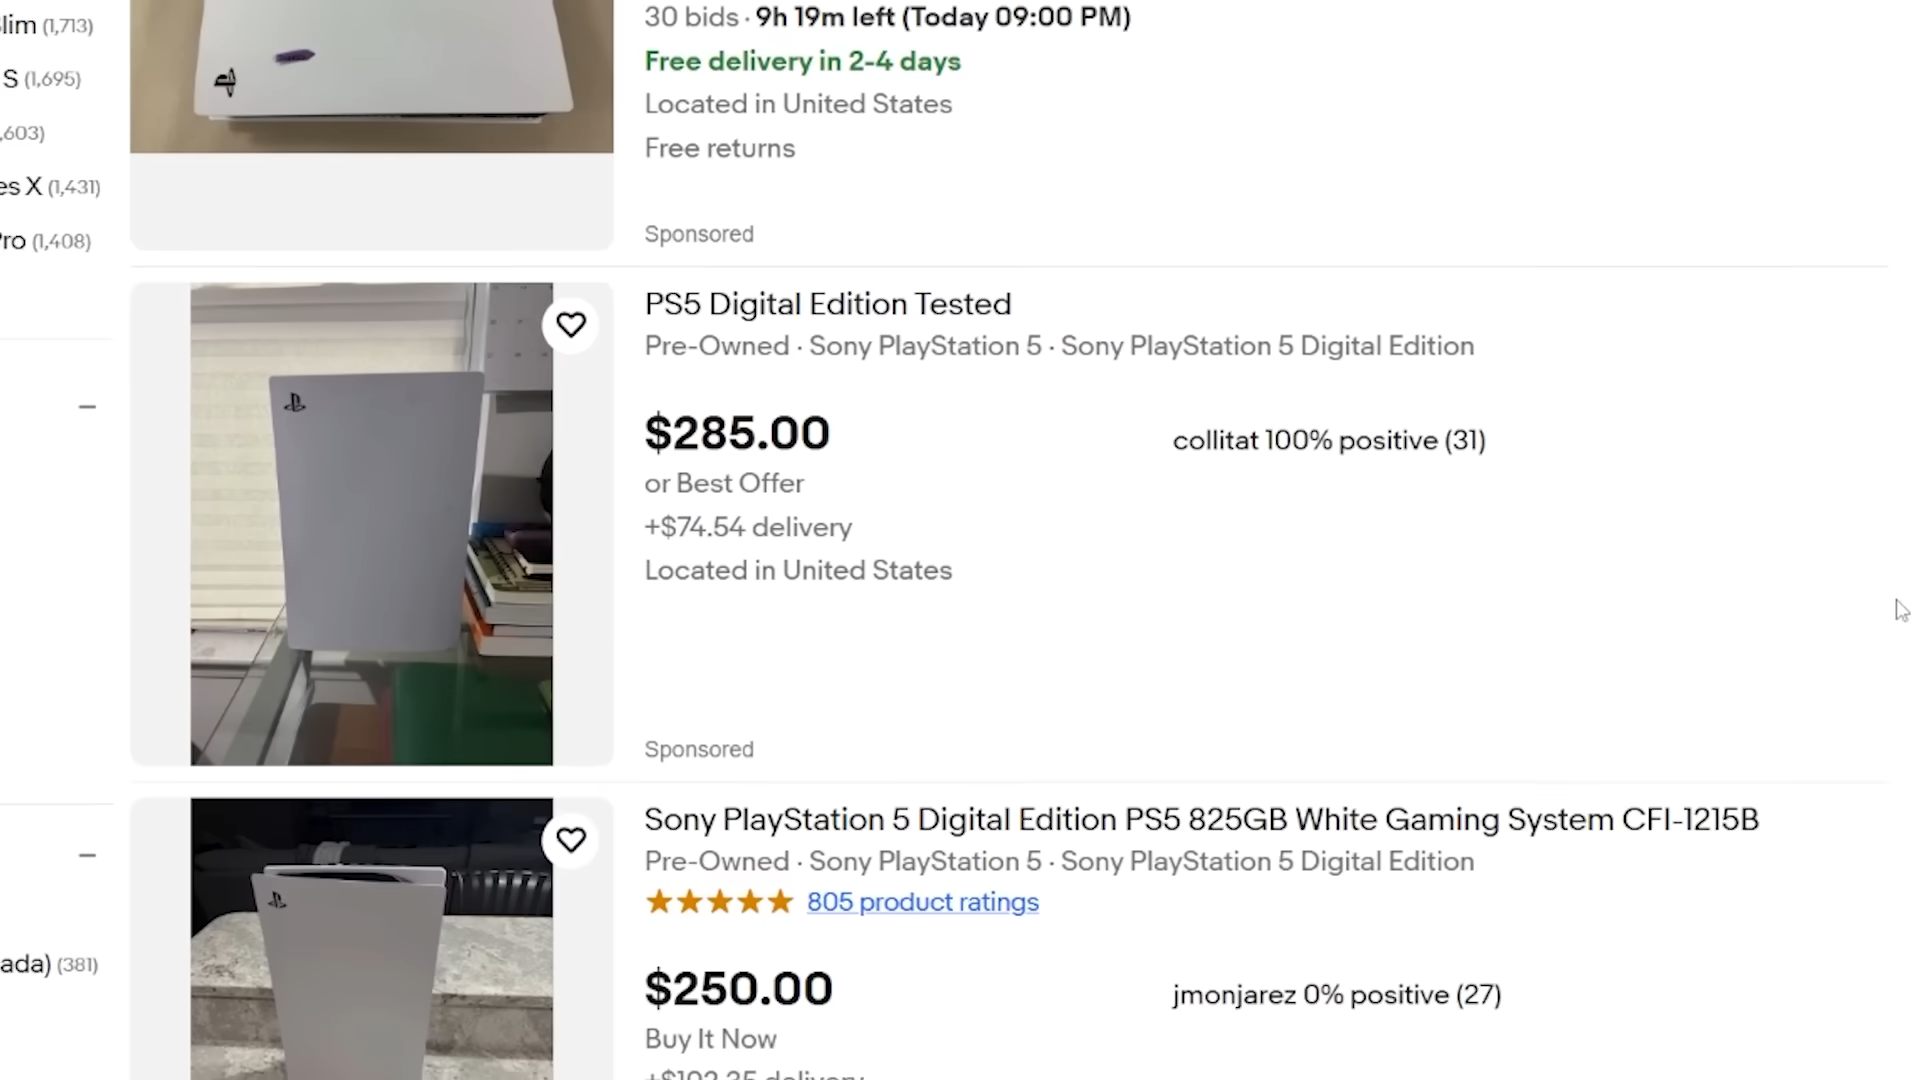 Slim (1,713)
S (1,695)
,603)
es X (1,431)
Pro (1,408)
ada) (381)
30 bids · 9h 19m left (Today 09:00 PM)
Free delivery in 2-4 days
Located in United States
Free returns
Sponsored
PS5 Digital Edition Tested
Pre-Owned · Sony PlayStation 5 · Sony PlayStation 5 Digital Edition
$285.00
collitat 100% positive (31)
or Best Offer
+$74.54 delivery
Located in United States
Sponsored
Sony PlayStation 5 Digital Edition PS5 825GB White Gaming System CFI-1215B
Pre-Owned · Sony PlayStation 5 · Sony PlayStation 5 Digital Edition
805 product ratings
$250.00
jmonjarez 0% positive (27)
Buy It Now
+$102.35 delivery